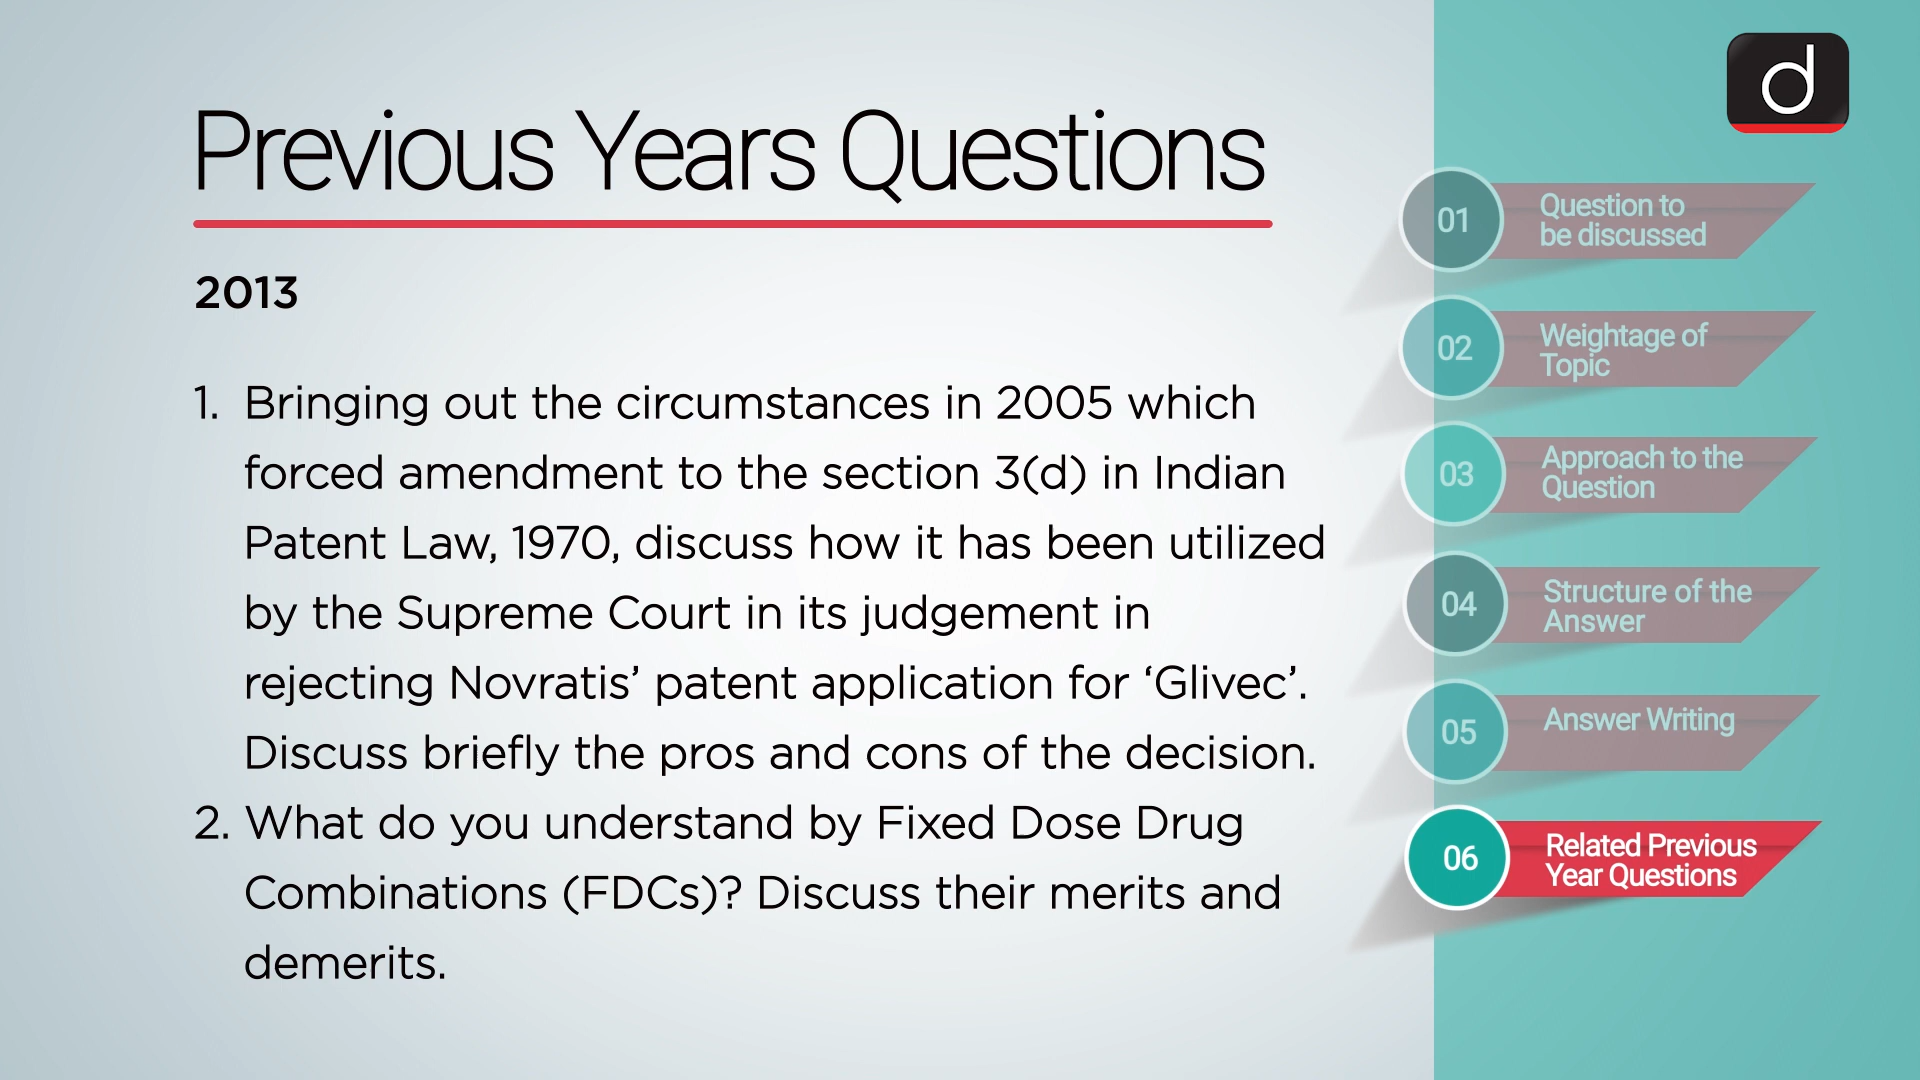 Previous Years Questions
2013
1. Bringing out the circumstances in 2005 which
forced amendment to the section 3(d) in Indian
Patent Law, 1970, discuss how it has been utilized
by the Supreme Court in its judgement in
rejecting Novratis’ patent application for ‘Glivec’.
Discuss briefly the pros and cons of the decision.
2. What do you understand by Fixed Dose Drug
Combinations (FDCs)? Discuss their merits and
demerits.
d
01
Question to
be discussed
02
Weightage of
Topic
03
Approach to the
Question
04
Structure of the
Answer
05
Answer Writing
06
Related Previous
Year Questions